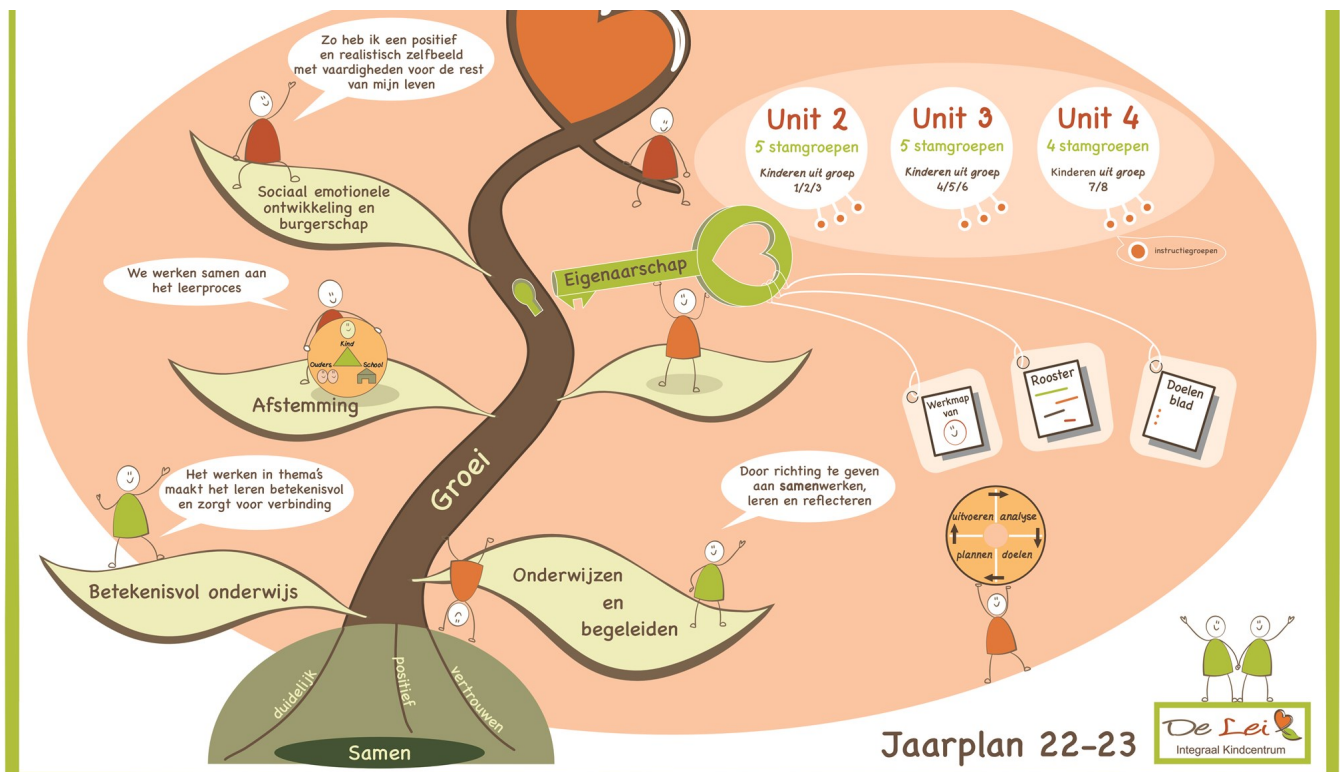 Zo heb ik een positief
en realistisch zelfbeeld
met vaardigheden voor de rest
van mijn leven
Sociaal emotionele
ontwikkeling en
burgerschap
Unit 2
5 stamgroepen
Kinderen uit groep
1/2/3
Unit 3
5 stamgroepen
Kinderen uit groep
4/5/6
Unit 4
4 stamgroepen
Kinderen uit groep
7/8
instructiegroepen
Eigenaarschap
We werken samen aan
het leerproces
Kind
Ouders
School
Afstemming
Werkmap
van
Rooster
Doelen
blad
Groei
Het werken in thema's
maakt het leren betekenisvol
en zorgt voor verbinding
Betekenisvol onderwijs
Door richting te geven
aan samenwerken,
leren en reflecteren
Onderwijzen
en
begeleiden
uitvoeren
analyse
plannen
doelen
duidelijk
positief
vertrouwen
Samen
Jaarplan 22-23
De Lei
Integraal Kindcentrum